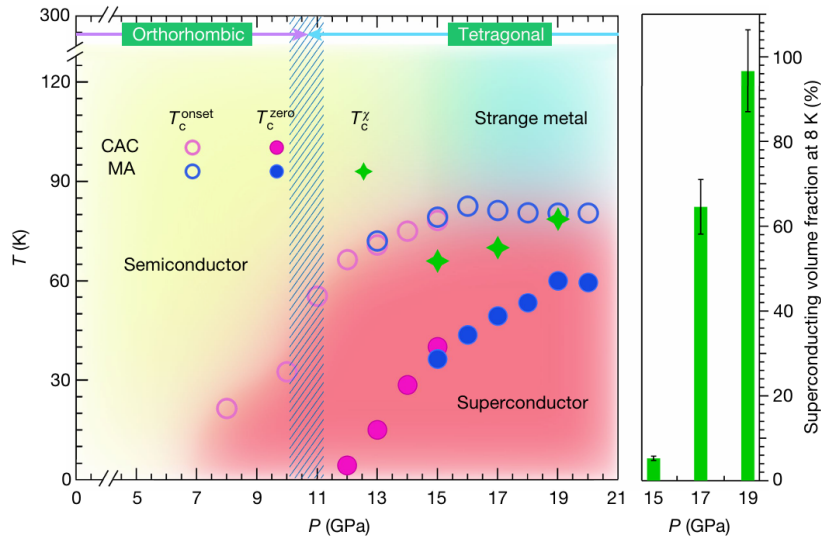 Orthorhombic
Tetragonal
T_c^onset T_c^zero T_c^χ
CAC
MA
Strange metal
Semiconductor
Superconductor
300
120
90
60
30
0
T (K)
0 5 7 9 11 13 15 17 19 21
P (GPa)
100
80
60
40
20
0
Superconducting volume fraction at 8 K (%)
15 17 19
P (GPa)